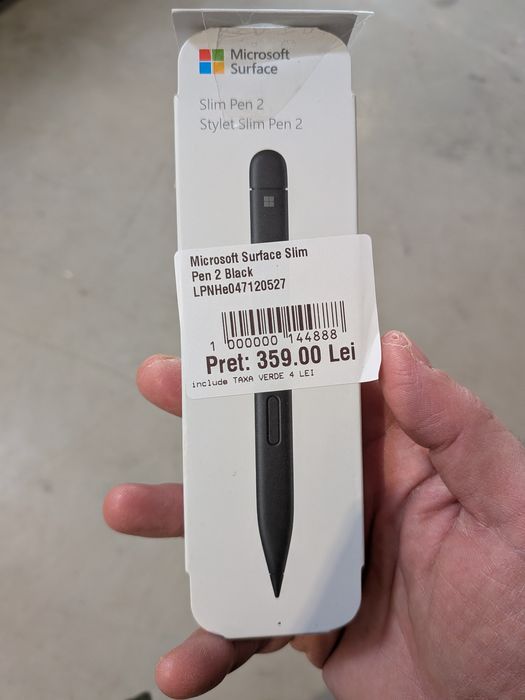 Microsoft
Surface
Slim Pen 2
Stylet Slim Pen 2
Microsoft Surface Slim
Pen 2 Black
LPNHe047120527
1 000000 144888
Pret: 359.00 Lei
include TAXA VERDE 4 LEI